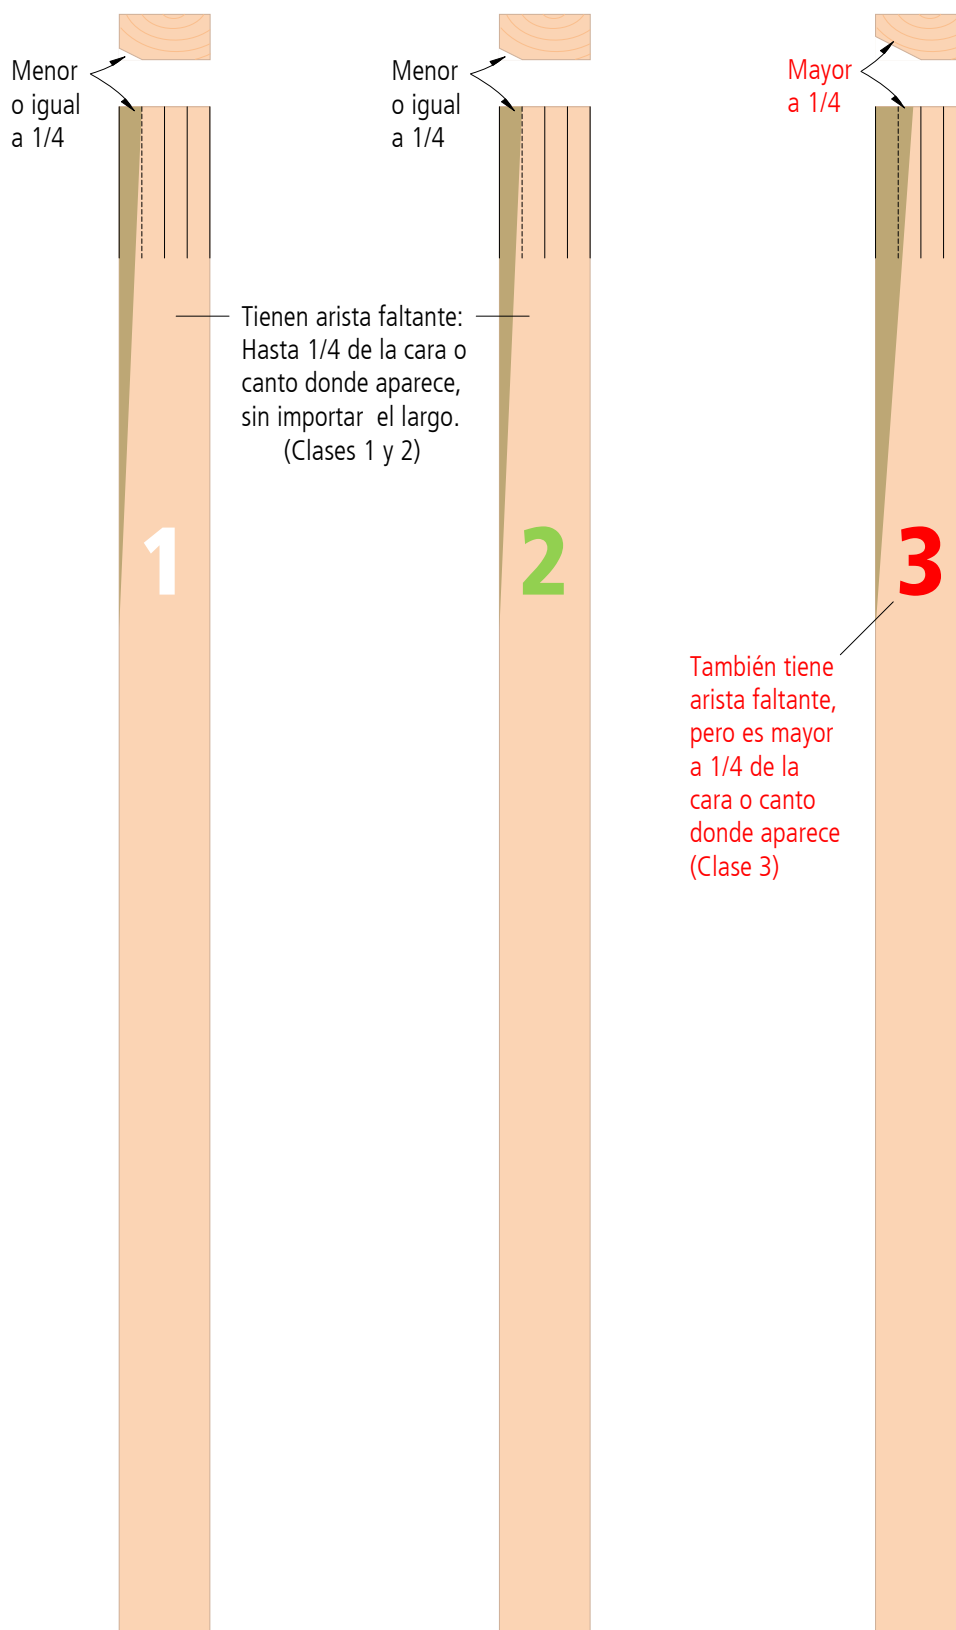 Menor
o igual
a 1/4
Menor
o igual
a 1/4
Mayor
a 1/4
Tienen arista faltante:
Hasta 1/4 de la cara o
canto donde aparece,
sin importar  el largo.
(Clases 1 y 2)
1
2
3
También tiene
arista faltante,
pero es mayor
a 1/4 de la
cara o canto
donde aparece
(Clase 3)